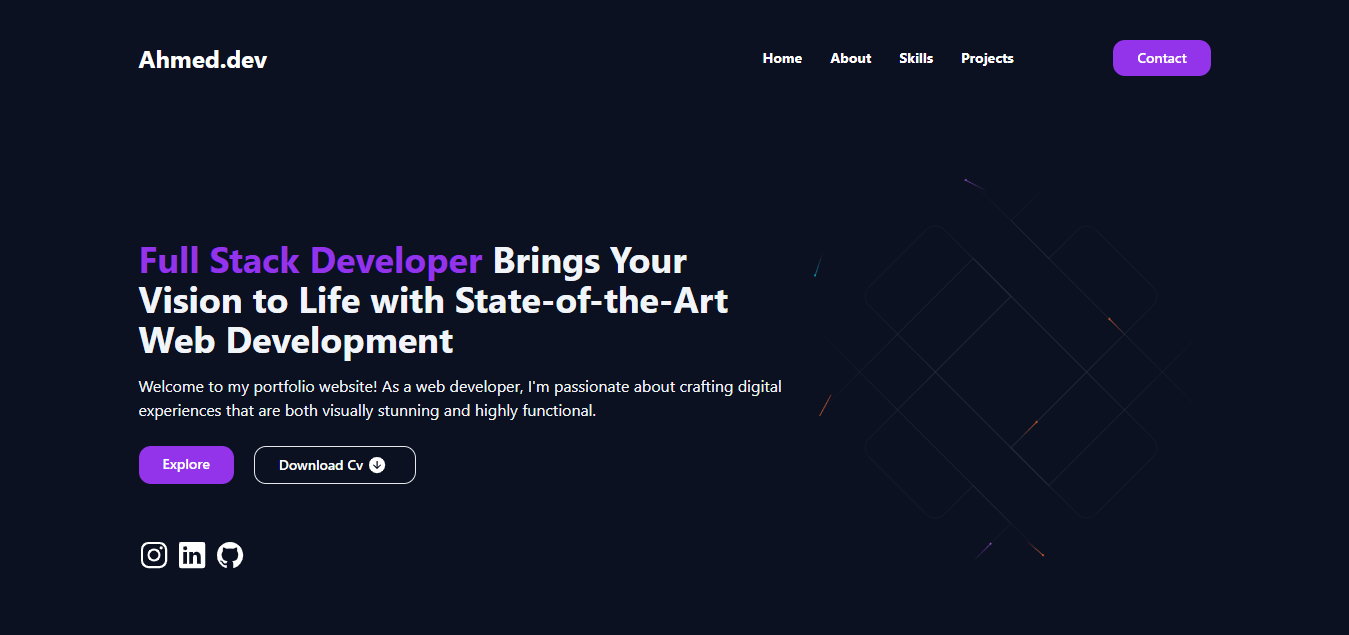 Ahmed.dev
Home
About
Skills
Projects
Contact
Full Stack Developer Brings Your
Vision to Life with State-of-the-Art
Web Development
Welcome to my portfolio website! As a web developer, I'm passionate about crafting digital
experiences that are both visually stunning and highly functional.
Explore
Download Cv
in